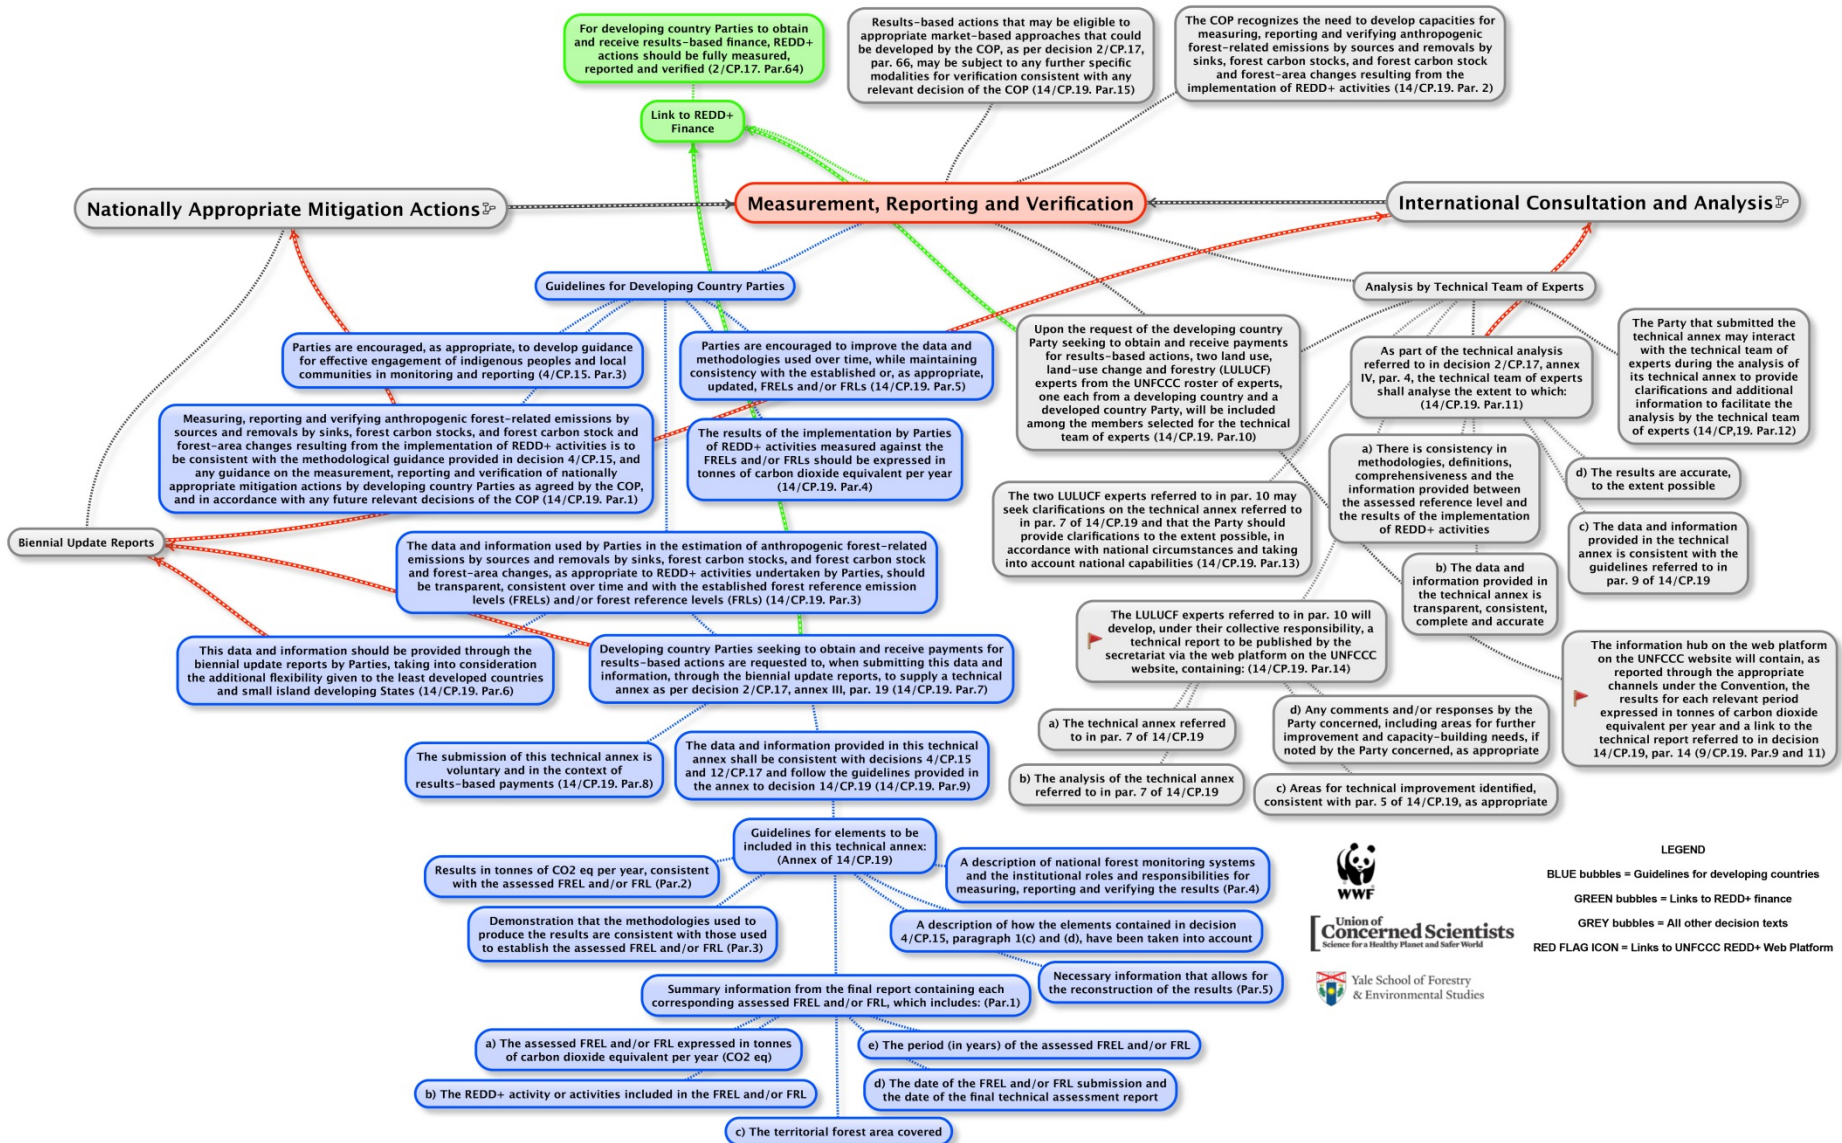 For developing country Parties to obtain
and receive results-based finance, REDD+
actions should be fully measured,
reported and verified (2/CP.17. Par.64)
Results-based actions that may be eligible to
appropriate market-based approaches that could
be developed by the COP, as per decision 2/CP.17,
par. 66, may be subject to any further specific
modalities for verification consistent with any
relevant decision of the COP (14/CP.19. Par.15)
The COP recognizes the need to develop capacities for
measuring, reporting and verifying anthropogenic
forest-related emissions by sources and removals by
sinks, forest carbon stocks, and forest carbon stock
and forest-area changes resulting from the
implementation of REDD+ activities (14/CP.19. Par. 2)
Link to REDD+
Finance
Nationally Appropriate Mitigation Actions
Measurement, Reporting and Verification
International Consultation and Analysis
Guidelines for Developing Country Parties
Analysis by Technical Team of Experts
Parties are encouraged, as appropriate, to develop guidance
for effective engagement of indigenous peoples and local
communities in monitoring and reporting (4/CP.15. Par.3)
Parties are encouraged to improve the data and
methodologies used over time, while maintaining
consistency with the established or, as appropriate,
updated, FRELs and/or FRLs (14/CP.19. Par.5)
Upon the request of the developing country
Party seeking to obtain and receive payments
for results-based actions, two land use,
land-use change and forestry (LULUCF)
experts from the UNFCCC roster of experts,
one each from a developing country and a
developed country Party, will be included
among the members selected for the technical
team of experts (14/CP.19. Par.10)
As part of the technical analysis
referred to in decision 2/CP.17, annex
IV, par. 4, the technical team of experts
shall analyse the extent to which:
(14/CP.19. Par.11)
The Party that submitted the
technical annex may interact
with the technical team of
experts during the analysis of
its technical annex to provide
clarifications and additional
information to facilitate the
analysis by the technical team
of experts (14/CP,19. Par.12)
Measuring, reporting and verifying anthropogenic forest-related emissions by
sources and removals by sinks, forest carbon stocks, and forest carbon stock and
forest-area changes resulting from the implementation of REDD+ activities is to
be consistent with the methodological guidance provided in decision 4/CP.15, and
any guidance on the measurement, reporting and verification of nationally
appropriate mitigation actions by developing country Parties as agreed by the COP,
and in accordance with any future relevant decisions of the COP (14/CP.19. Par.1)
The results of the implementation by Parties
of REDD+ activities measured against the
FRELs and/or FRLs should be expressed in
tonnes of carbon dioxide equivalent per year
(14/CP.19. Par.4)
a) There is consistency in
methodologies, definitions,
comprehensiveness and the
information provided between
the assessed reference level and
the results of the implementation
of REDD+ activities
d) The results are accurate,
to the extent possible
The two LULUCF experts referred to in par. 10 may
seek clarifications on the technical annex referred to
in par. 7 of 14/CP.19 and that the Party should
provide clarifications to the extent possible, in
accordance with national circumstances and taking
into account national capabilities (14/CP.19. Par.13)
c) The data and information
provided in the technical
annex is consistent with the
guidelines referred to in
par. 9 of 14/CP.19
Biennial Update Reports
The data and information used by Parties in the estimation of anthropogenic forest-related
emissions by sources and removals by sinks, forest carbon stocks, and forest carbon stock
and forest-area changes, as appropriate to REDD+ activities undertaken by Parties, should
be transparent, consistent over time and with the established forest reference emission
levels (FRELs) and/or forest reference levels (FRLs) (14/CP.19. Par.3)
b) The data and
information provided in
the technical annex is
transparent, consistent,
complete and accurate
The LULUCF experts referred to in par. 10 will
develop, under their collective responsibility, a
technical report to be published by the
secretariat via the web platform on the UNFCCC
website, containing: (14/CP.19. Par.14)
This data and information should be provided through the
biennial update reports by Parties, taking into consideration
the additional flexibility given to the least developed countries
and small island developing States (14/CP.19. Par.6)
Developing country Parties seeking to obtain and receive payments for
results-based actions are requested to, when submitting this data and
information, through the biennial update reports, to supply a technical
annex as per decision 2/CP.17, annex III, par. 19 (14/CP.19. Par.7)
The information hub on the web platform
on the UNFCCC website will contain, as
reported through the appropriate
channels under the Convention, the
results for each relevant period
expressed in tonnes of carbon dioxide
equivalent per year and a link to the
technical report referred to in decision
14/CP.19, par. 14 (9/CP.19. Par.9 and 11)
a) The technical annex referred
to in par. 7 of 14/CP.19
d) Any comments and/or responses by the
Party concerned, including areas for further
improvement and capacity-building needs, if
noted by the Party concerned, as appropriate
The submission of this technical annex is
voluntary and in the context of
results-based payments (14/CP.19. Par.8)
The data and information provided in this technical
annex shall be consistent with decisions 4/CP.15
and 12/CP.17 and follow the guidelines provided in
the annex to decision 14/CP.19 (14/CP.19. Par.9)
b) The analysis of the technical annex
referred to in par. 7 of 14/CP.19
c) Areas for technical improvement identified,
consistent with par. 5 of 14/CP.19, as appropriate
Guidelines for elements to be
included in this technical annex:
(Annex of 14/CP.19)
Results in tonnes of CO2 eq per year, consistent
with the assessed FREL and/or FRL (Par.2)
A description of national forest monitoring systems
and the institutional roles and responsibilities for
measuring, reporting and verifying the results (Par.4)
Demonstration that the methodologies used to
produce the results are consistent with those used
to establish the assessed FREL and/or FRL (Par.3)
A description of how the elements contained in decision
4/CP.15, paragraph 1(c) and (d), have been taken into account
Necessary information that allows for
the reconstruction of the results (Par.5)
Summary information from the final report containing each
corresponding assessed FREL and/or FRL, which includes: (Par.1)
a) The assessed FREL and/or FRL expressed in tonnes
of carbon dioxide equivalent per year (CO2 eq)
e) The period (in years) of the assessed FREL and/or FRL
b) The REDD+ activity or activities included in the FREL and/or FRL
d) The date of the FREL and/or FRL submission and
the date of the final technical assessment report
c) The territorial forest area covered
WWF
Union of
Concerned Scientists
Science for a Healthy Planet and Safer World
Yale School of Forestry
& Environmental Studies
LEGEND
BLUE bubbles = Guidelines for developing countries
GREEN bubbles = Links to REDD+ finance
GREY bubbles = All other decision texts
RED FLAG ICON = Links to UNFCCC REDD+ Web Platform